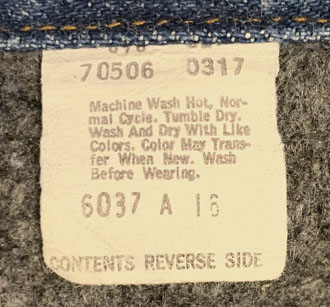 70506 0317
Machine Wash Hot, Nor-
mal Cycle. Tumble Dry.
Wash And Dry With Like
Colors. Color May Trans-
fer When New. Wash
Before Wearing.
6037 A 16
CONTENTS REVERSE SIDE